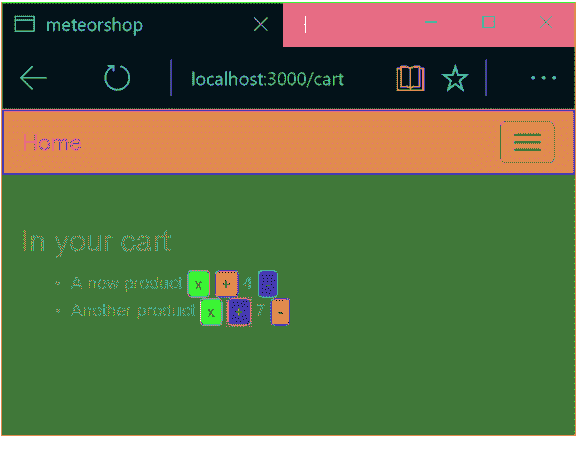 meteorshop
localhost:3000/cart
Home
In your cart
A new product x + 4
Another product x + 7 -